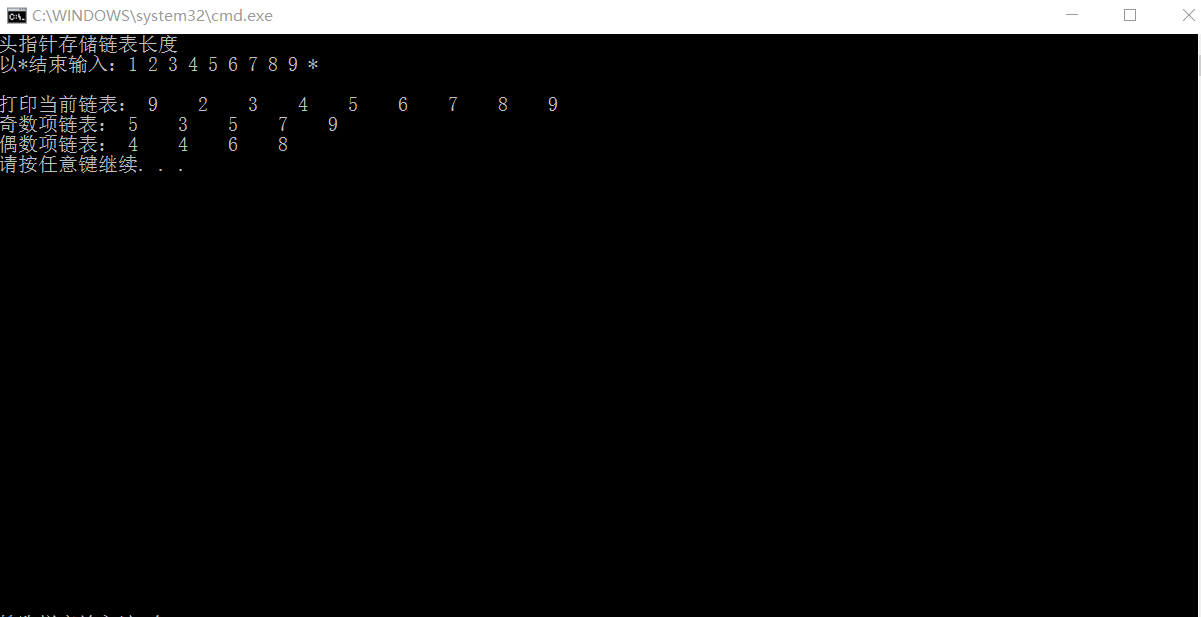 C:\WINDOWS\system32\cmd.exe
头指针存储链表长度
以*结束输入：1 2 3 4 5 6 7 8 9 *
打印当前链表： 9 2 3 4 5 6 7 8 9
奇数项链表： 5 3 5 7 9
偶数项链表： 4 4 6 8
请按任意键继续. . .